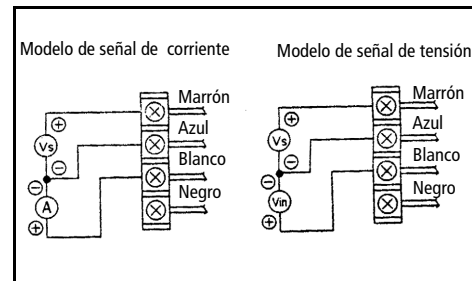 Modelo de señal de corriente
Marrón
Azul
Blanco
Negro
Vs
A
Modelo de señal de tensión
Marrón
Azul
Blanco
Negro
Vs
Vin